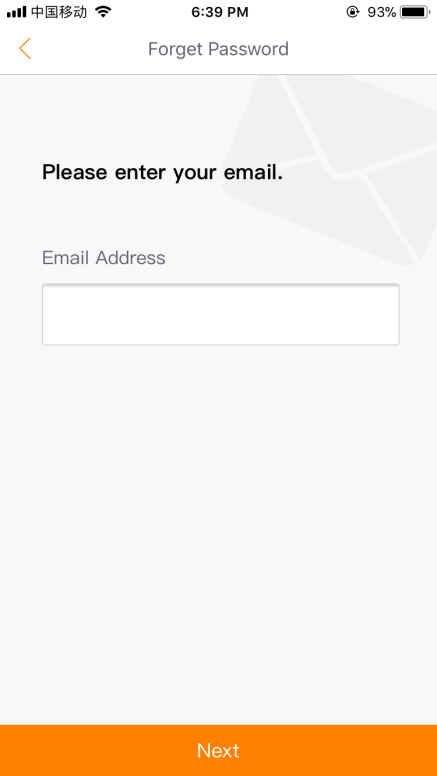 中国移动 6:39 PM 93%
Forget Password
Please enter your email.
Email Address
Next